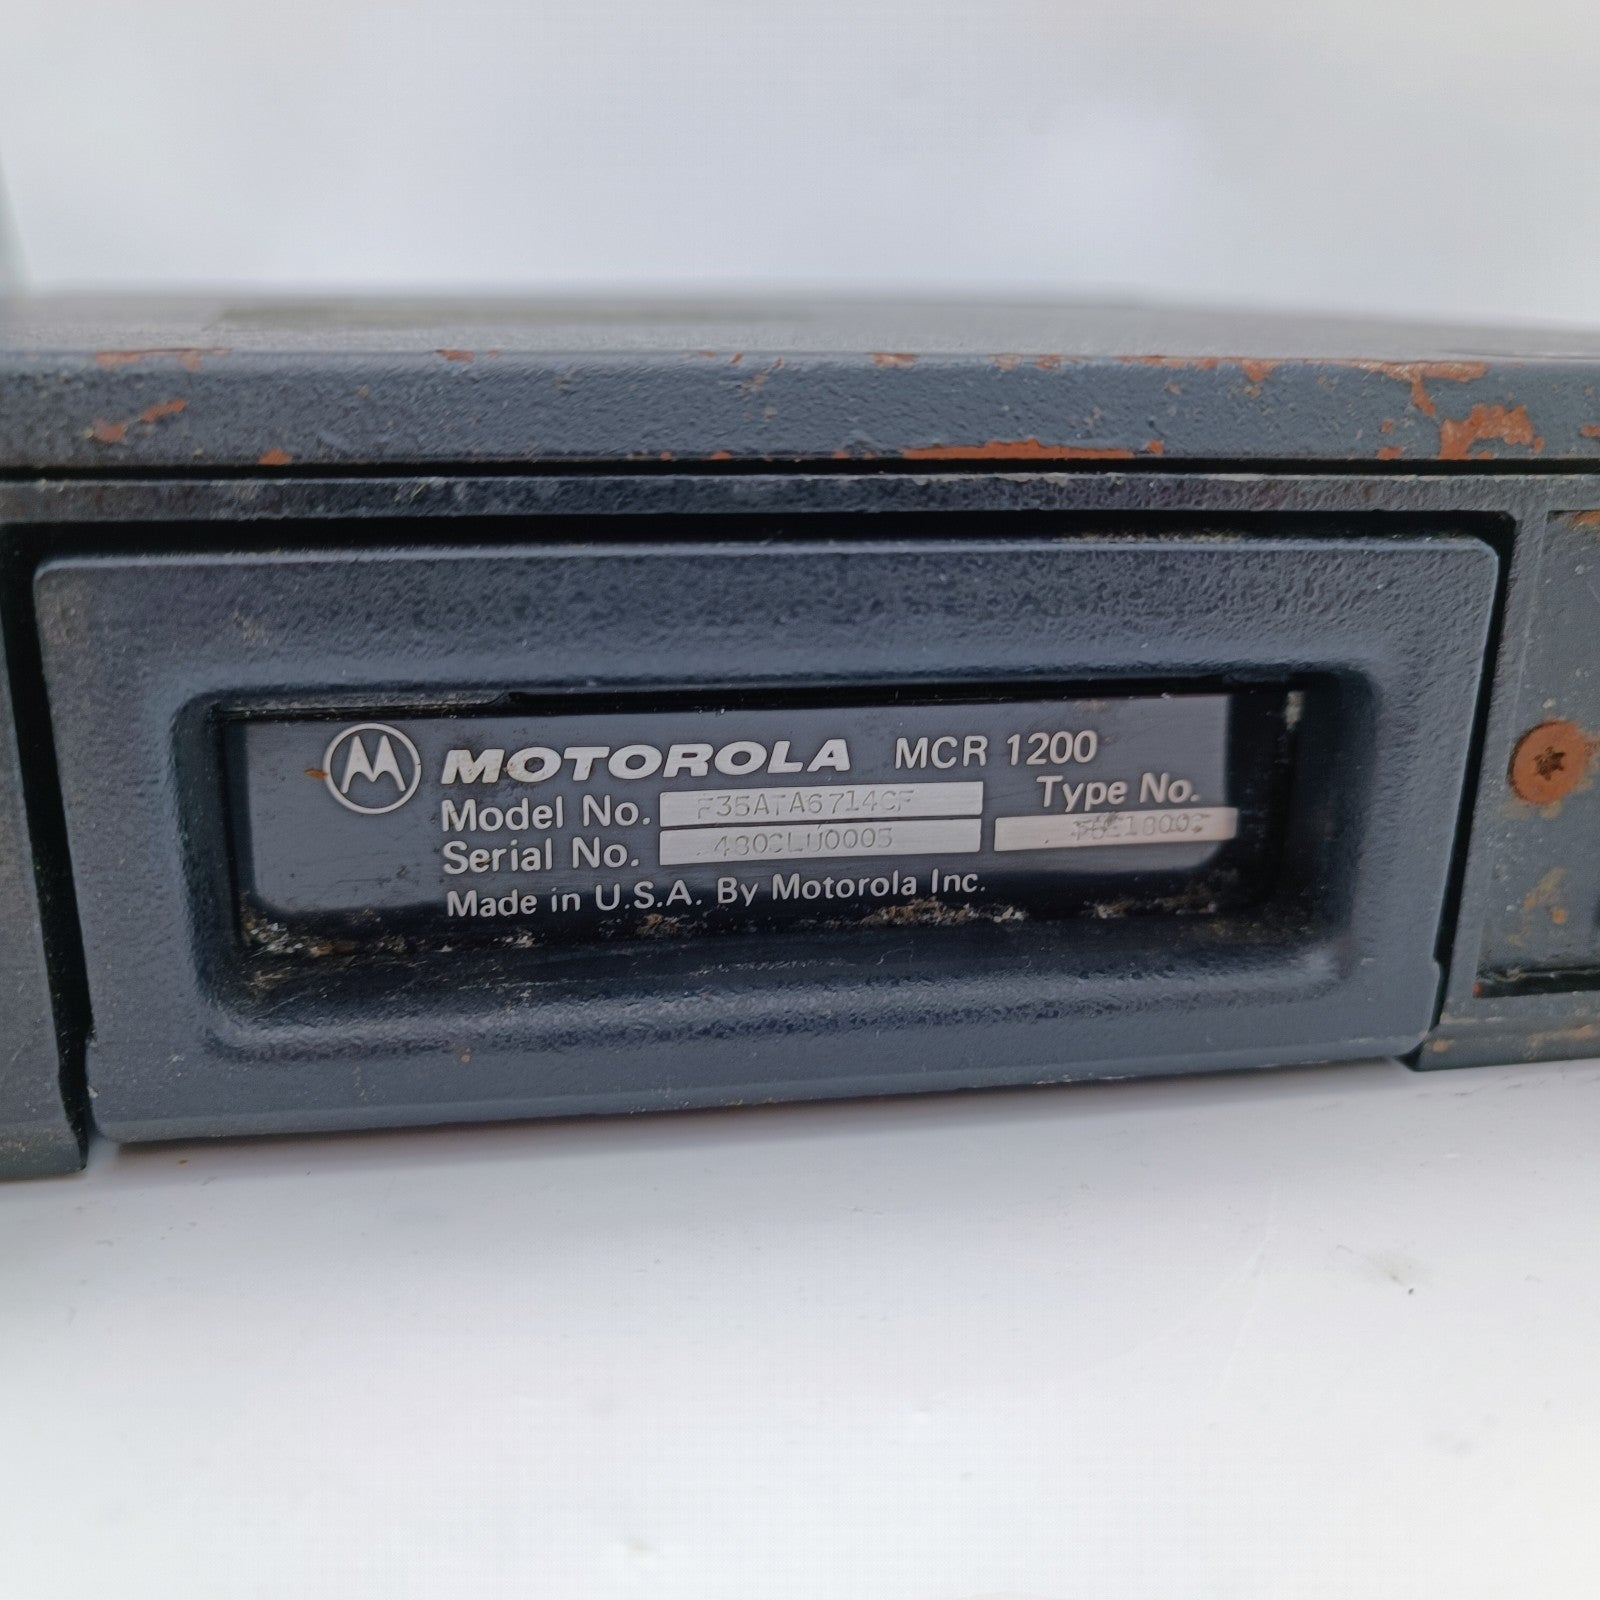 MOTOROLA MCR 1200
Model No. F35ATA6714CF
Type No.
Serial No.
Made in U.S.A. By Motorola Inc.